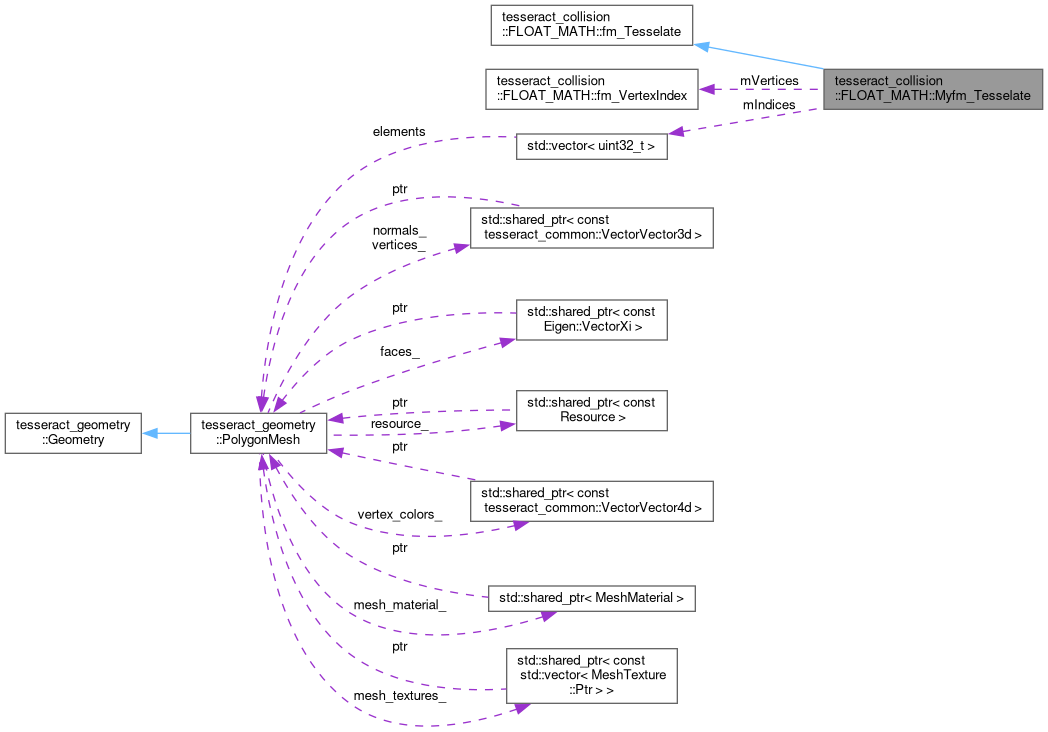 tesseract_collision
::FLOAT_MATH::fm_Tesselate
tesseract_collision
::FLOAT_MATH::fm_VertexIndex
mVertices
tesseract_collision
::FLOAT_MATH::Myfm_Tesselate
mIndices
elements
std::vector< uint32_t >
ptr
std::shared_ptr< const
tesseract_common::VectorVector3d >
normals_
vertices_
ptr
std::shared_ptr< const
Eigen::VectorXi >
faces_
ptr
std::shared_ptr< const
Resource >
resource_
tesseract_geometry
::Geometry
tesseract_geometry
::PolygonMesh
ptr
std::shared_ptr< const
tesseract_common::VectorVector4d >
vertex_colors_
ptr
std::shared_ptr< MeshMaterial >
mesh_material_
ptr
std::shared_ptr< const
std::vector< MeshTexture
::Ptr > >
mesh_textures_